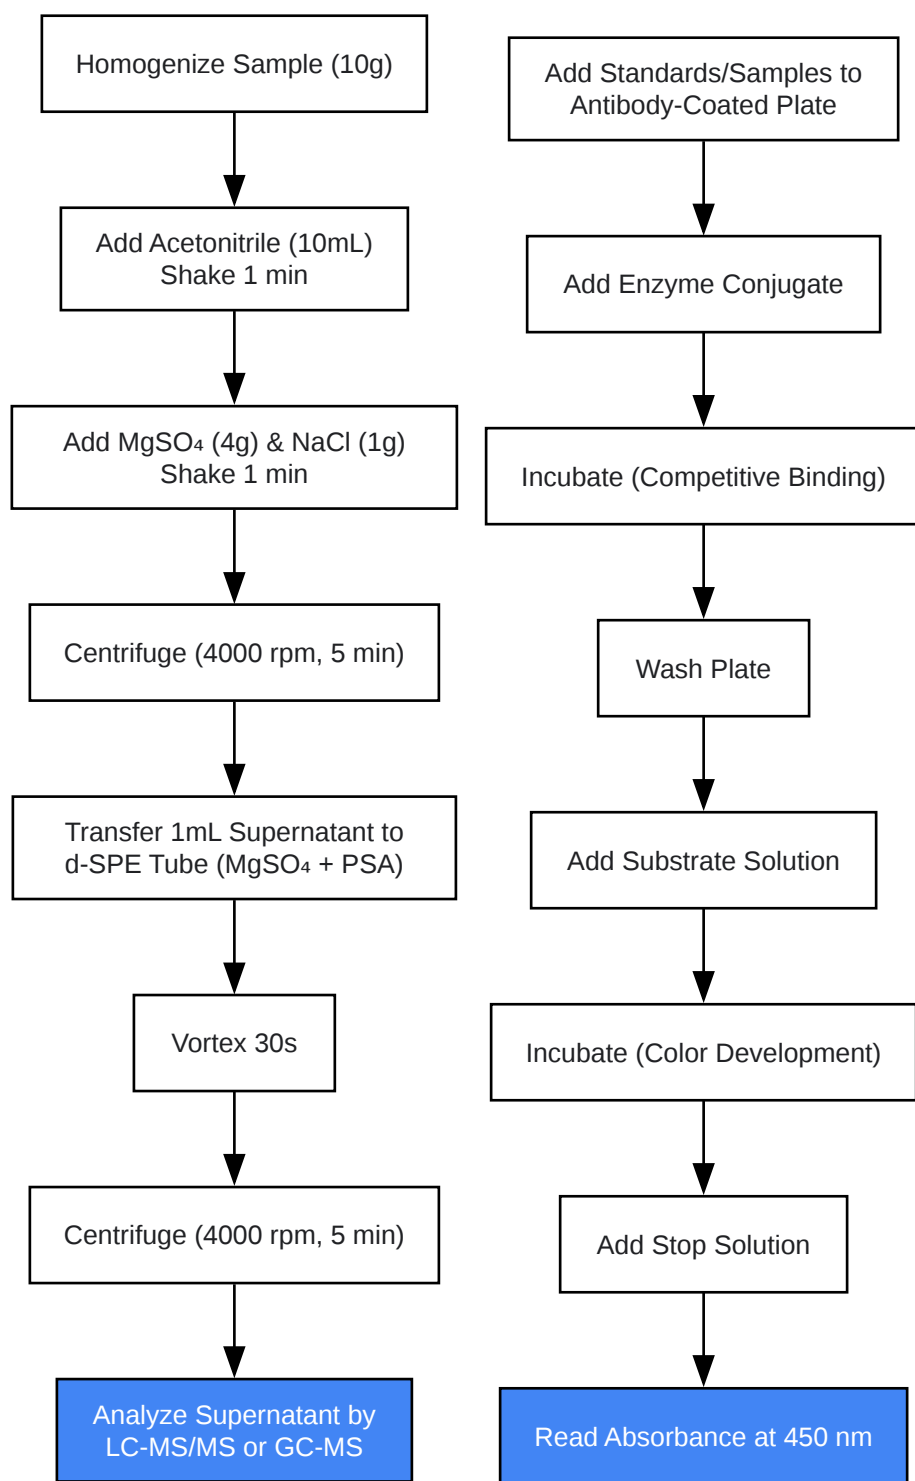 Homogenize Sample (10g)
Add Acetonitrile (10mL)
Shake 1 min
Add MgSO₄ (4g) & NaCl (1g)
Shake 1 min
Centrifuge (4000 rpm, 5 min)
Transfer 1mL Supernatant to
d-SPE Tube (MgSO₄ + PSA)
Vortex 30s
Centrifuge (4000 rpm, 5 min)
Analyze Supernatant by
LC-MS/MS or GC-MS
Add Standards/Samples to
Antibody-Coated Plate
Add Enzyme Conjugate
Incubate (Competitive Binding)
Wash Plate
Add Substrate Solution
Incubate (Color Development)
Add Stop Solution
Read Absorbance at 450 nm